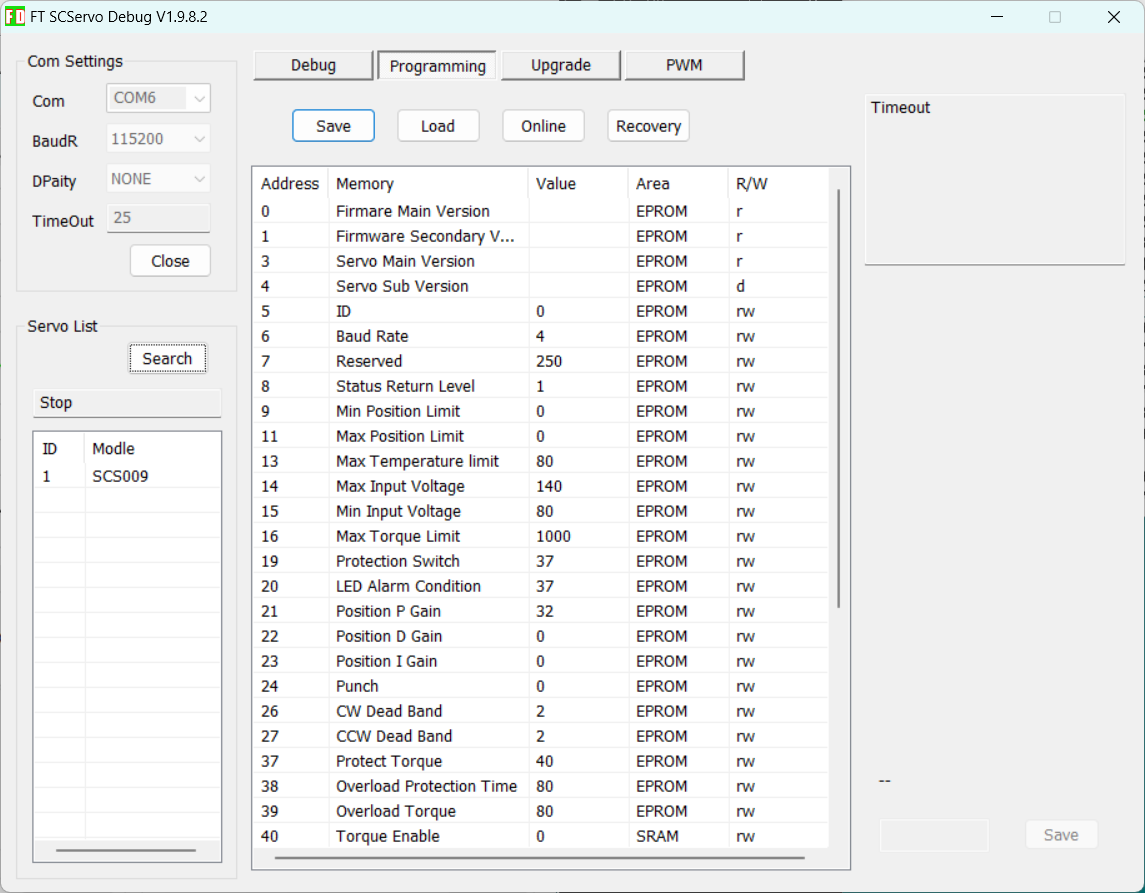 FT SCServo Debug V1.9.8.2
Com Settings
Com COM6
BaudR 115200
DPaity NONE
TimeOut 25
Close
Servo List
Search
Stop
ID Modle
1 SCS009
Debug Programming Upgrade PWM
Save Load Online Recovery
Address Memory Value Area R/W
0 Firmare Main Version EPROM r
1 Firmware Secondary V... EPROM r
3 Servo Main Version EPROM r
4 Servo Sub Version EPROM d
5 ID 0 EPROM rw
6 Baud Rate 4 EPROM rw
7 Reserved 250 EPROM rw
8 Status Return Level 1 EPROM rw
9 Min Position Limit 0 EPROM rw
11 Max Position Limit 0 EPROM rw
13 Max Temperature limit 80 EPROM rw
14 Max Input Voltage 140 EPROM rw
15 Min Input Voltage 80 EPROM rw
16 Max Torque Limit 1000 EPROM rw
19 Protection Switch 37 EPROM rw
20 LED Alarm Condition 37 EPROM rw
21 Position P Gain 32 EPROM rw
22 Position D Gain 0 EPROM rw
23 Position I Gain 0 EPROM rw
24 Punch 0 EPROM rw
26 CW Dead Band 2 EPROM rw
27 CCW Dead Band 2 EPROM rw
37 Protect Torque 40 EPROM rw
38 Overload Protection Time 80 EPROM rw
39 Overload Torque 80 EPROM rw
40 Torque Enable 0 SRAM rw
Timeout
--
Save